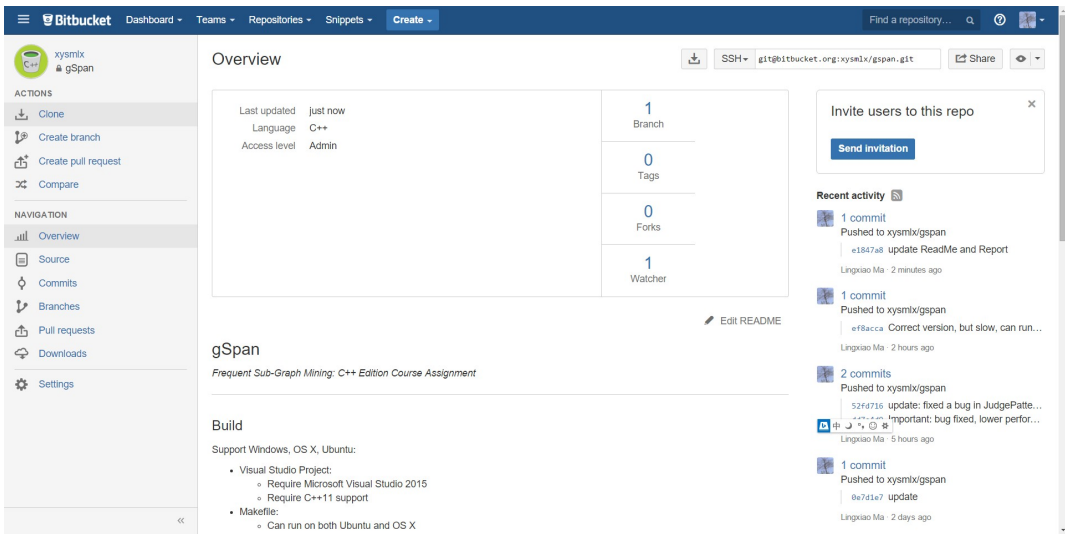 Bitbucket Dashboard Teams Repositories Snippets Create Find a repository...
xysmlx
gSpan
ACTIONS
Clone
Create branch
Create pull request
Compare
NAVIGATION
Overview
Source
Commits
Branches
Pull requests
Downloads
Settings
Overview
SSH git@bitbucket.org:xysmlx/gspan.git Share
Last updated just now
Language C++
Access level Admin
1
Branch
0
Tags
0
Forks
1
Watcher
Edit README
gSpan
Frequent Sub-Graph Mining: C++ Edition Course Assignment
Build
Support Windows, OS X, Ubuntu:
• Visual Studio Project:
◦ Require Microsoft Visual Studio 2015
◦ Require C++11 support
• Makefile:
◦ Can run on both Ubuntu and OS X
Invite users to this repo
Send invitation
Recent activity
1 commit
Pushed to xysmlx/gspan
e1847a8 update ReadMe and Report
Lingxiao Ma · 2 minutes ago
1 commit
Pushed to xysmlx/gspan
ef8acca Correct version, but slow, can run...
Lingxiao Ma · 2 hours ago
2 commits
Pushed to xysmlx/gspan
52fd716 update: fixed a bug in JudgePatte...
Important: bug fixed, lower perfor...
中
Lingxiao Ma · 5 hours ago
1 commit
Pushed to xysmlx/gspan
0e7d1e7 update
Lingxiao Ma · 2 days ago